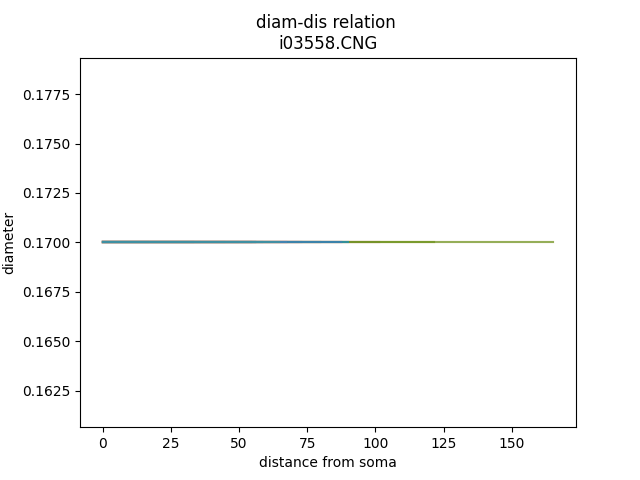 diam-dis relation
i03558.CNG
0.1775
0.1750
0.1725
0.1700
0.1675
0.1650
0.1625
diameter
0 25 50 75 100 125 150
distance from soma